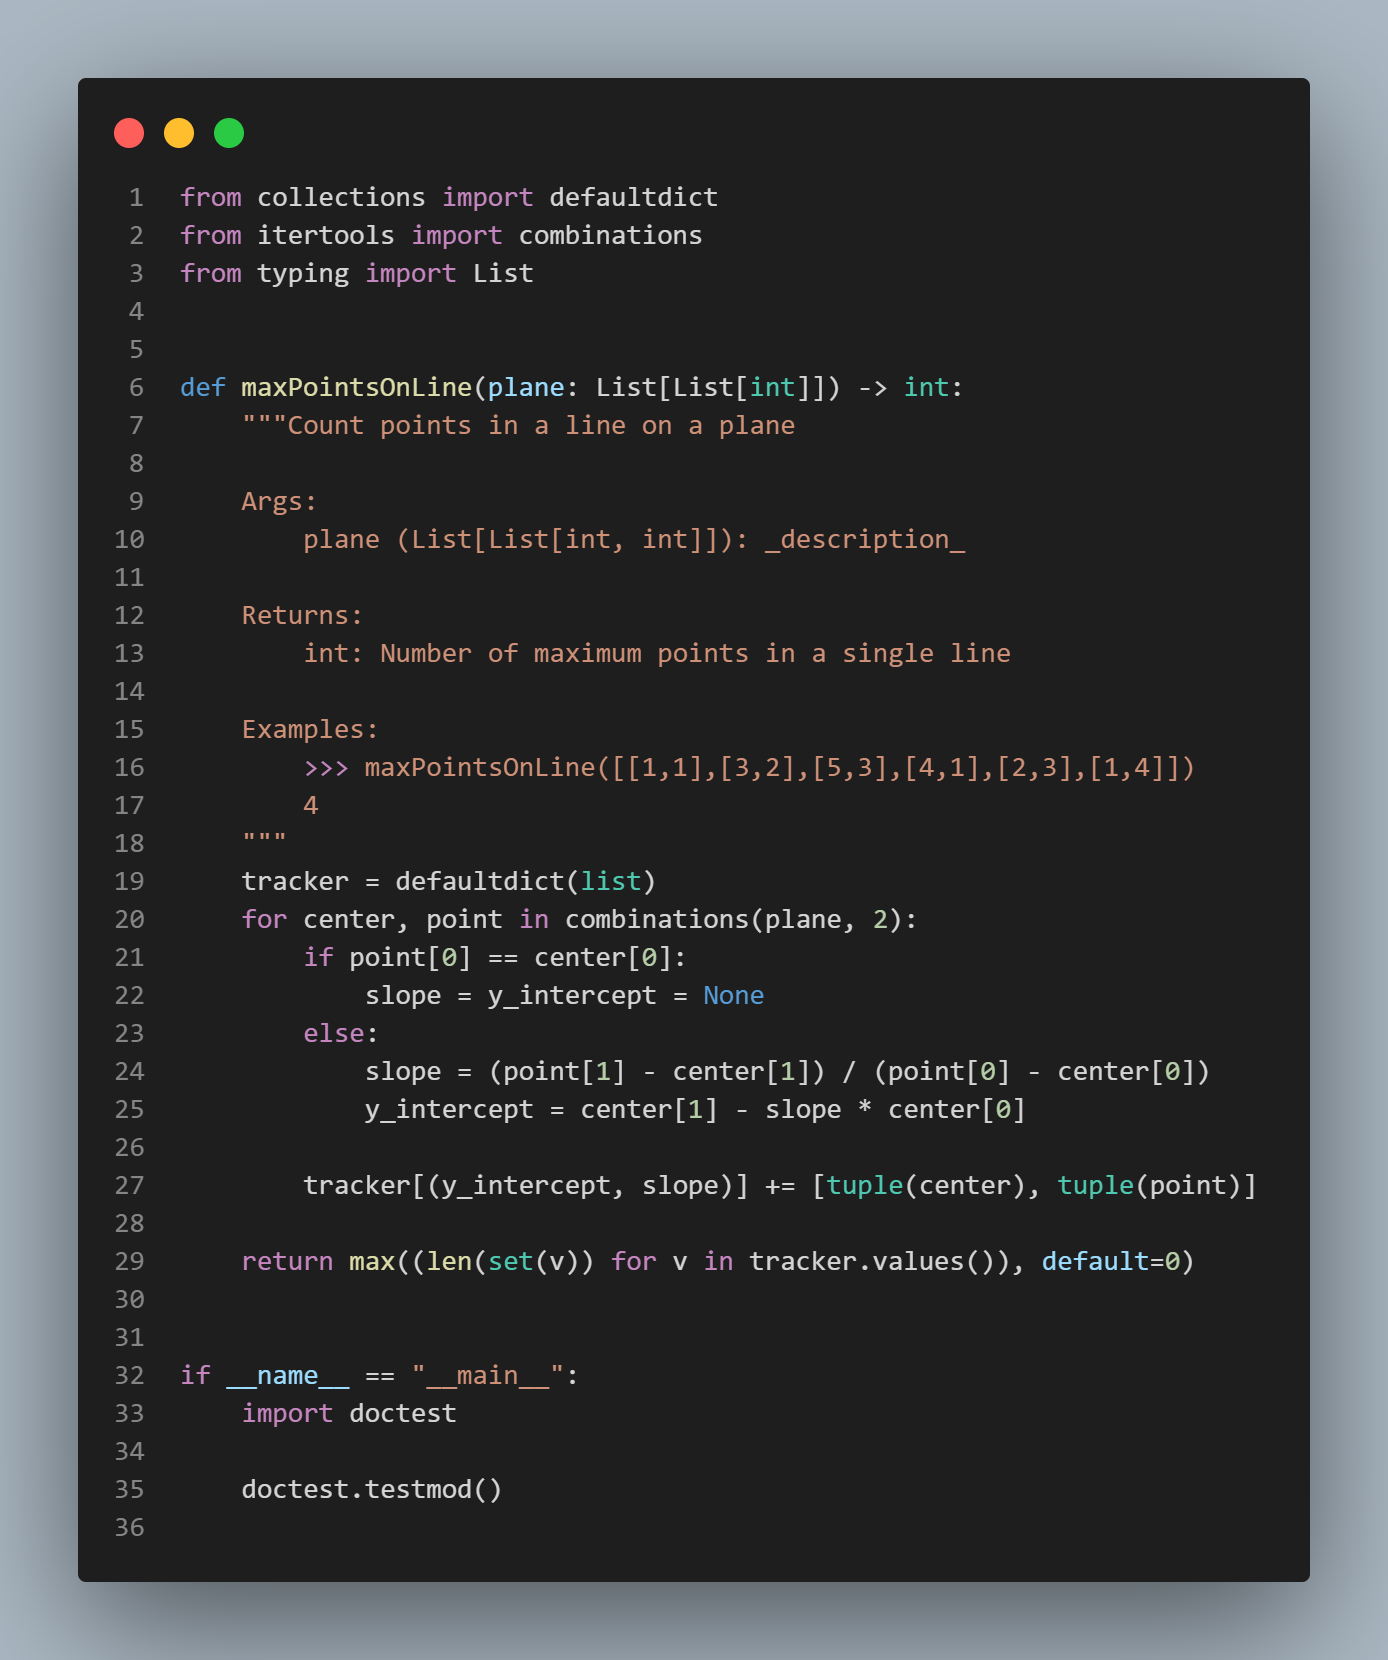 1 from collections import defaultdict
2 from itertools import combinations
3 from typing import List
4
5
6 def maxPointsOnLine(plane: List[List[int]]) -> int:
7     """Count points in a line on a plane
8
9     Args:
10         plane (List[List[int, int]]): _description_
11
12     Returns:
13         int: Number of maximum points in a single line
14
15     Examples:
16         >>> maxPointsOnLine([[1,1],[3,2],[5,3],[4,1],[2,3],[1,4]])
17         4
18     """
19     tracker = defaultdict(list)
20     for center, point in combinations(plane, 2):
21         if point[0] == center[0]:
22             slope = y_intercept = None
23         else:
24             slope = (point[1] - center[1]) / (point[0] - center[0])
25             y_intercept = center[1] - slope * center[0]
26
27         tracker[(y_intercept, slope)] += [tuple(center), tuple(point)]
28
29     return max((len(set(v)) for v in tracker.values()), default=0)
30
31
32 if __name__ == "__main__":
33     import doctest
34
35     doctest.testmod()
36